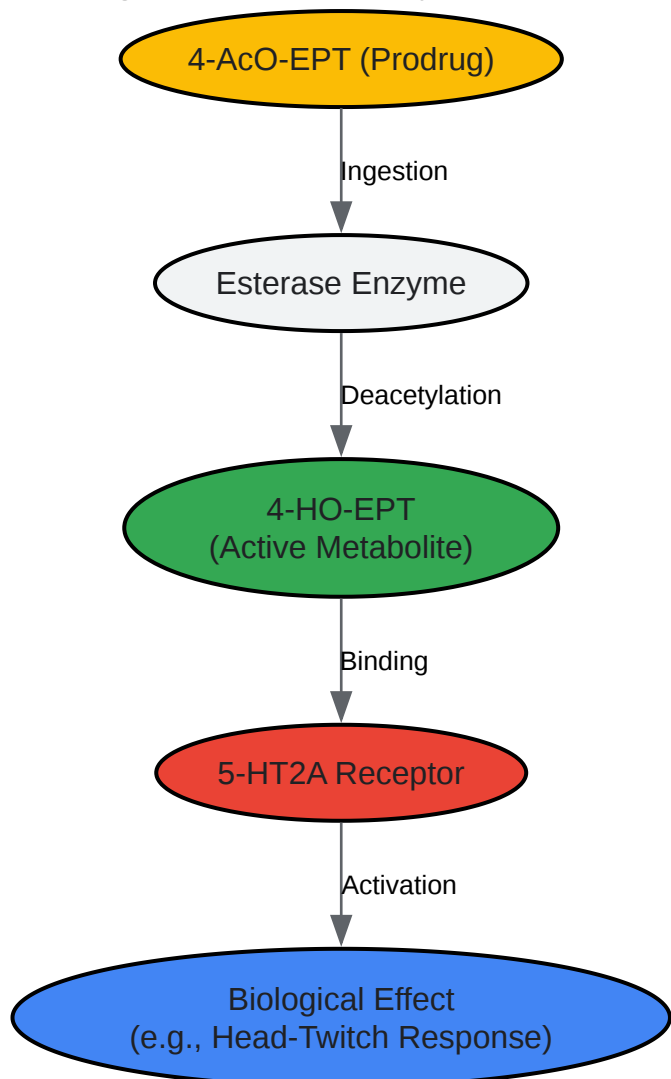 4-AcO-EPT (Prodrug)
Ingestion
Esterase Enzyme
Deacetylation
4-HO-EPT
(Active Metabolite)
Binding
5-HT2A Receptor
Activation
Biological Effect
(e.g., Head-Twitch Response)